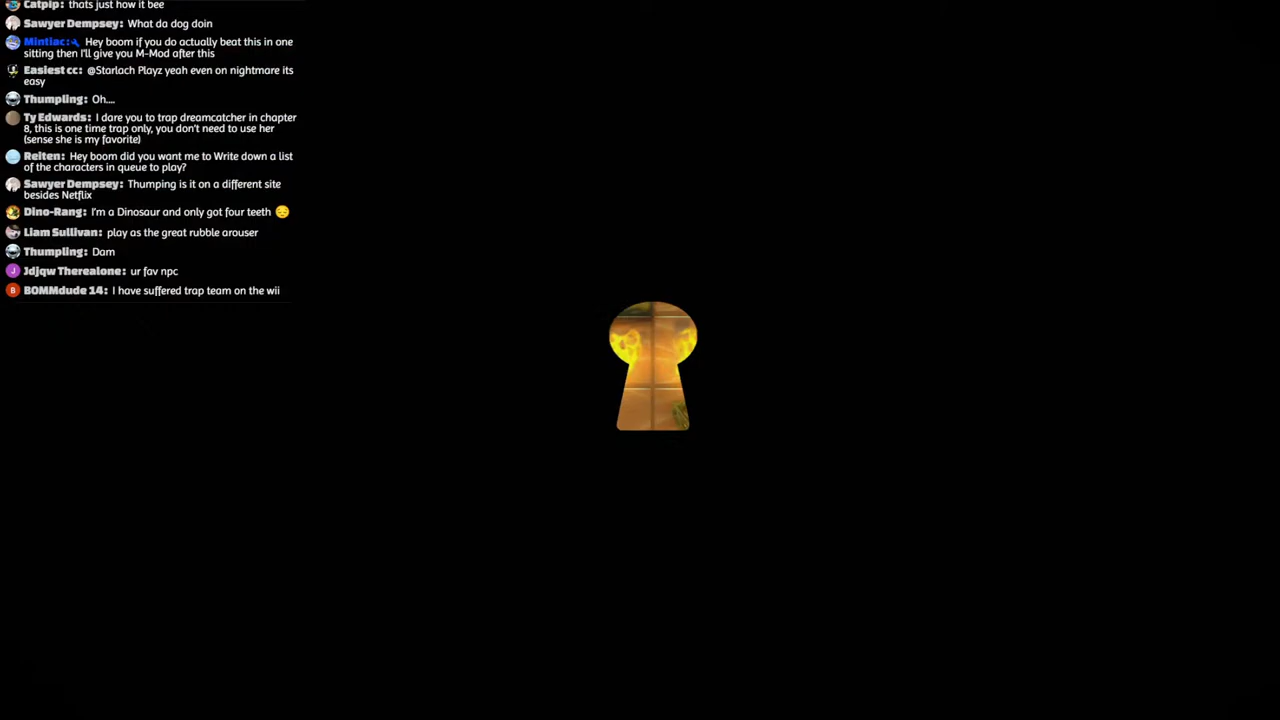 Catpip: thats just how it bee
Sawyer Dempsey: What da dog doin
Mintiac: Hey boom if you do actually beat this in one
sitting then I'll give you M-Mod after this
Easiest cc: @Starlach Playz yeah even on nightmare its
easy
Thumpling: Oh....
Ty Edwards: I dare you to trap dreamcatcher in chapter
8, this is one time trap only, you don't need to use her
(sense she is my favorite)
Reiten: Hey boom did you want me to Write down a list
of the characters in queue to play?
Sawyer Dempsey: Thumping is it on a different site
besides Netflix
Dino-Rang: I'm a Dinosaur and only got four teeth 😔
Liam Sullivan: play as the great rubble arouser
Thumpling: Dam
J Jdjqw Therealone: ur fav npc
B BOMMdude 14: I have suffered trap team on the wii